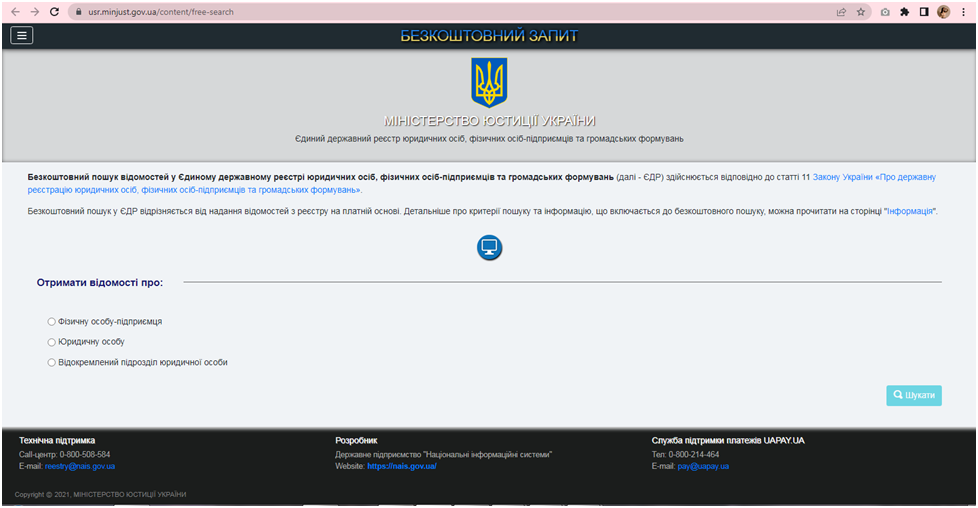 usr.minjust.gov.ua/content/free-search
БЕЗКОШТОВНИЙ ЗАПИТ
МІНІСТЕРСТВО ЮСТИЦІЇ УКРАЇНИ
Єдиний державний реєстр юридичних осіб, фізичних осіб-підприємців та громадських формувань
Безкоштовний пошук відомостей у Єдиному державному реєстрі юридичних осіб, фізичних осіб-підприємців та громадських формувань (далі - ЄДР) здійснюється відповідно до статті 11 Закону України «Про державну
реєстрацію юридичних осіб, фізичних осіб-підприємців та громадських формувань».
Безкоштовний пошук у ЄДР відрізняється від надання відомостей з реєстру на платній основі. Детальніше про критерії пошуку та інформацію, що включається до безкоштовного пошуку, можна прочитати на сторінці "Інформація".
Отримати відомості про:
Фізичну особу-підприємця
Юридичну особу
Відокремлений підрозділ юридичної особи
Шукати
Технічна підтримка
Call-центр: 0-800-508-584
E-mail: reestry@nais.gov.ua
Розробник
Державне підприємство "Національні інформаційні системи"
Website: https://nais.gov.ua/
Служба підтримки платежів UAPAY.UA
Тел: 0-800-214-464
E-mail: pay@uapay.ua
Copyright @ 2021, МІНІСТЕРСТВО ЮСТИЦІЇ УКРАЇНИ